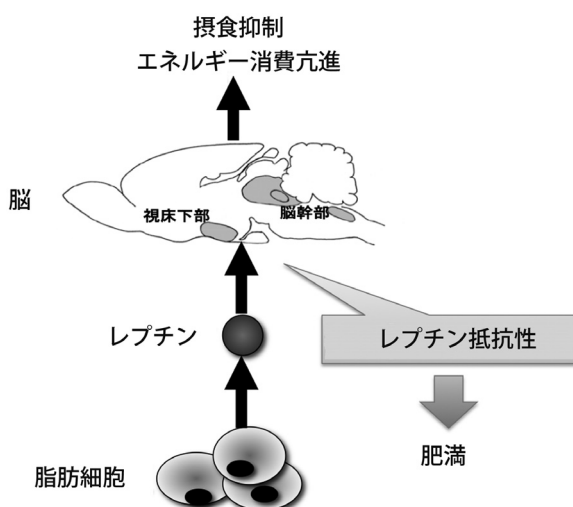 摂食抑制
エネルギー消費亢進
脳
視床下部
脳幹部
レプチン
レプチン抵抗性
肥満
脂肪細胞